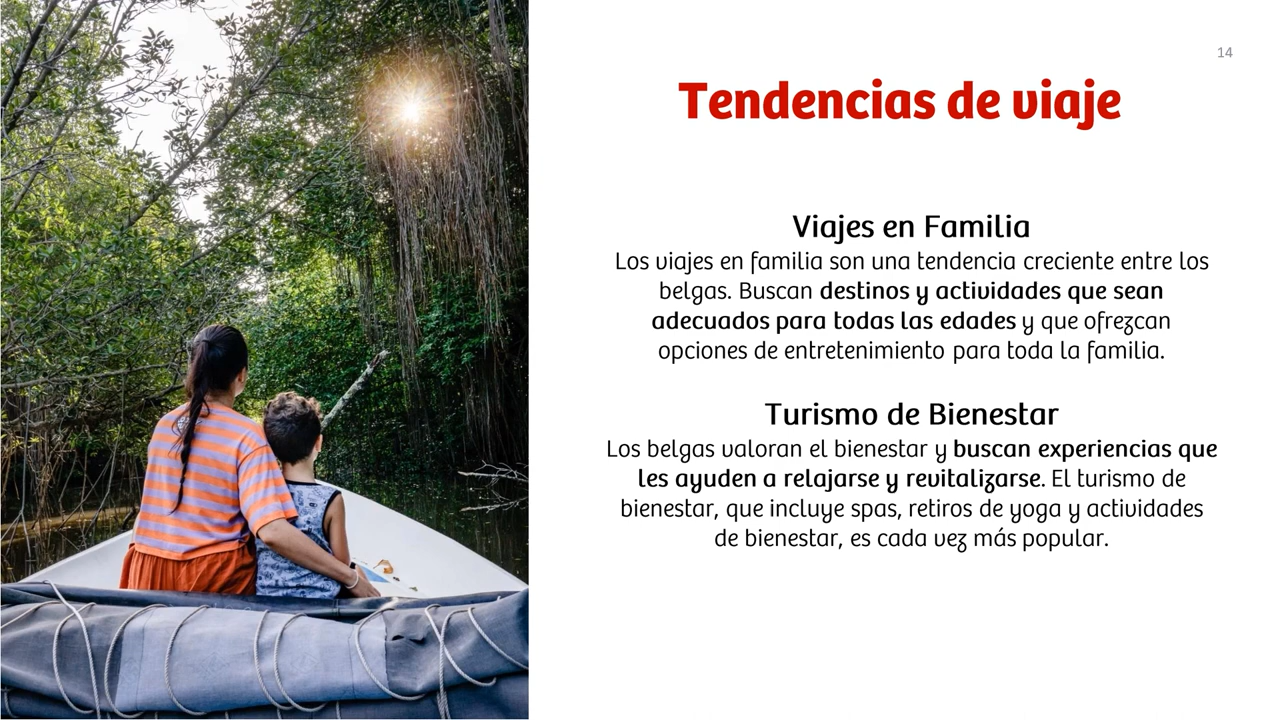 14
Tendencias de viaje
Viajes en Familia
Los viajes en familia son una tendencia creciente entre los
belgas. Buscan destinos y actividades que sean
adecuados para todas las edades y que ofrezcan
opciones de entretenimiento para toda la familia.
Turismo de Bienestar
Los belgas valoran el bienestar y buscan experiencias que
les ayuden a relajarse y revitalizarse. El turismo de
bienestar, que incluye spas, retiros de yoga y actividades
de bienestar, es cada vez más popular.